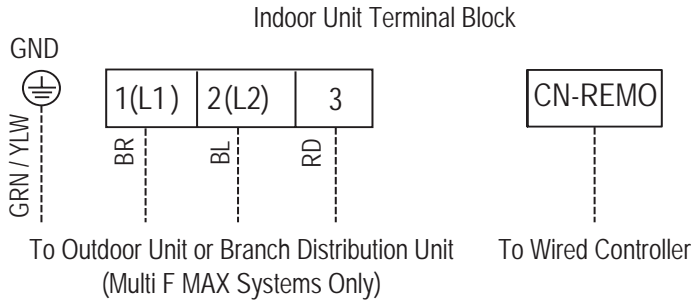 Indoor Unit Terminal Block
GND
1(L1)
2(L2)
3
CN-REMO
GRN / YLW
BR
BL
RD
To Outdoor Unit or Branch Distribution Unit
(Multi F MAX Systems Only)
To Wired Controller